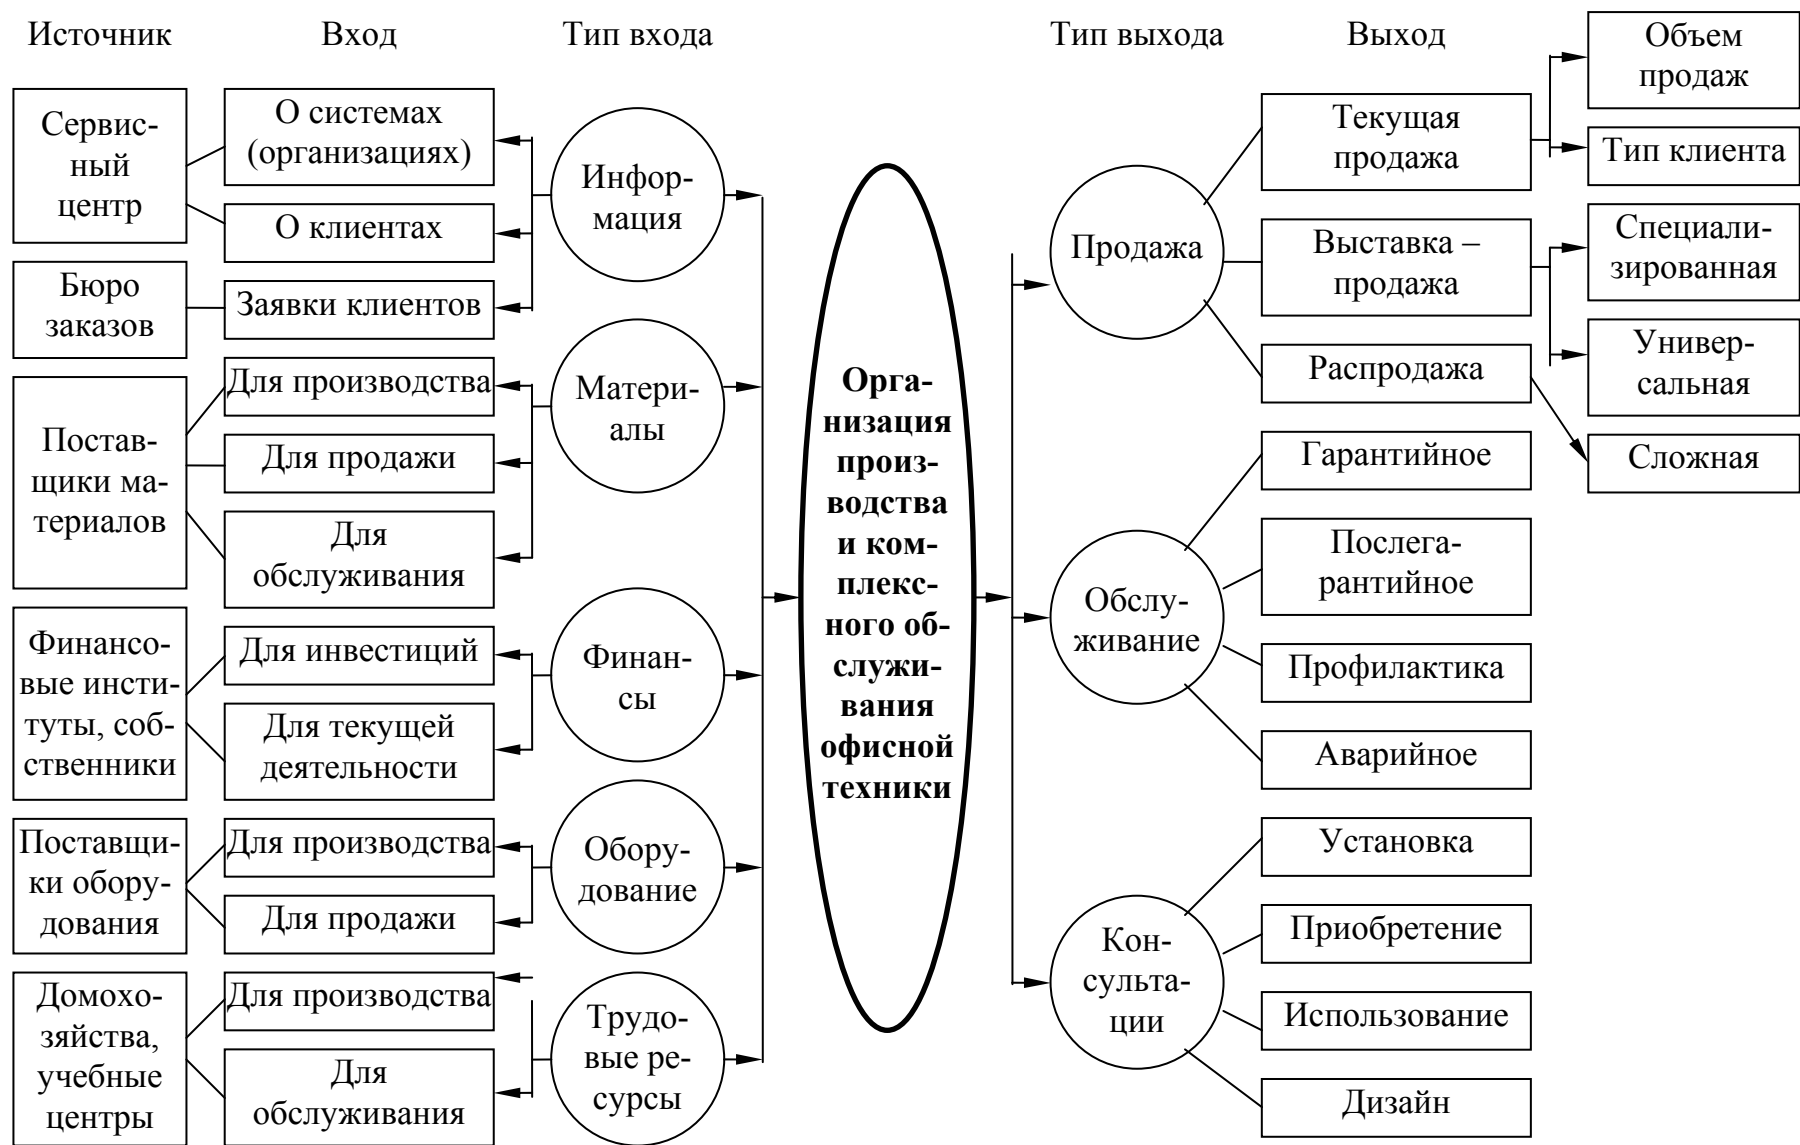 Источник
Вход
Тип входа
Тип выхода
Выход
Сервис-
ный
центр
Бюро
заказов
Постав-
щики ма-
териалов
Финансо-
вые инсти-
туты, соб-
ственники
Поставщи-
ки обору-
дования
Домохо-
зяйства,
учебные
центры
О системах
(организациях)
О клиентах
Заявки клиентов
Для производства
Для продажи
Для
обслуживания
Для инвестиций
Для текущей
деятельности
Для производства
Для продажи
Для производства
Для
обслуживания
Инфор-
мация
Матери-
алы
Финан-
сы
Обору-
дование
Трудо-
вые ре-
сурсы
Орга-
низация
произ-
водства
и ком-
плекс-
ного об-
служи-
вания
офисной
техники
Продажа
Обслу-
живание
Кон-
сульта-
ции
Текущая
продажа
Выставка –
продажа
Распродажа
Гарантийное
Послега-
рантийное
Профилактика
Аварийное
Установка
Приобретение
Использование
Дизайн
Объем
продаж
Тип клиента
Специали-
зированная
Универ-
сальная
Сложная